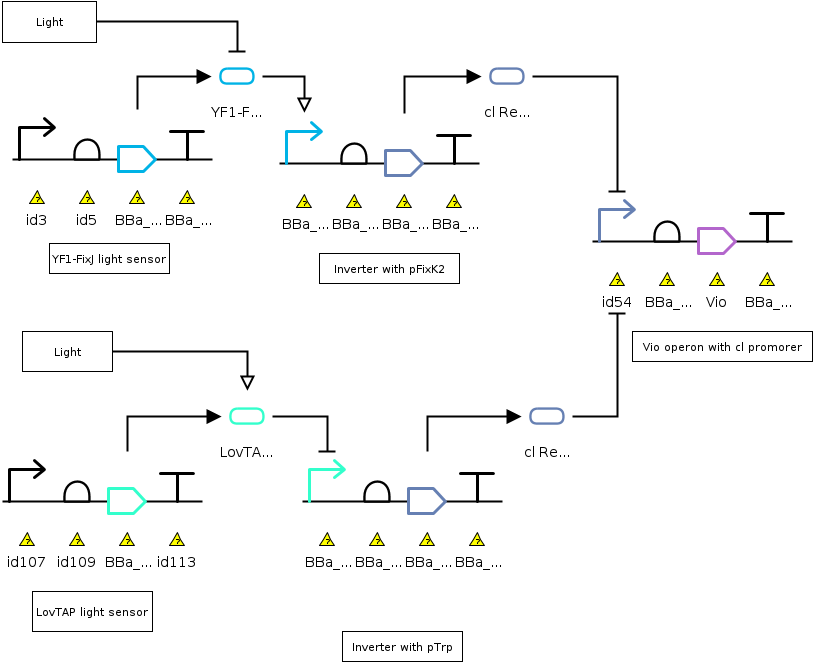 Light
YF1-F...
cl Re...
id3 id5 BBa_... BBa_...
BBa_... BBa_... BBa_... BBa_...
YF1-FixJ light sensor
Inverter with pFixK2
id54 BBa_... Vio BBa_...
Vio operon with cl promorer
Light
LovTA...
cl Re...
id107 id109 BBa_... id113
BBa_... BBa_... BBa_... BBa_...
LovTAP light sensor
Inverter with pTrp